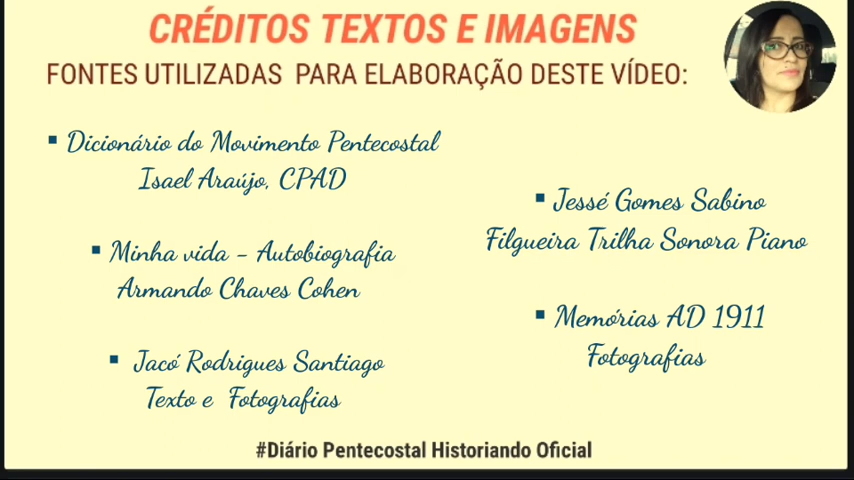 CRÉDITOS TEXTOS E IMAGENS
FONTES UTILIZADAS PARA ELABORAÇÃO DESTE VÍDEO:
▪ Dicionário do Movimento Pentecostal
Isael Araújo, CPAD
▪ Minha vida - Autobiografia
Armando Chaves Cohen
▪ Jacó Rodrigues Santiago
Texto e Fotografias
▪ Jessé Gomes Sabino
Filgueira Trilha Sonora Piano
▪ Memórias AD 1911
Fotografias
#Diário Pentecostal Historiando Oficial